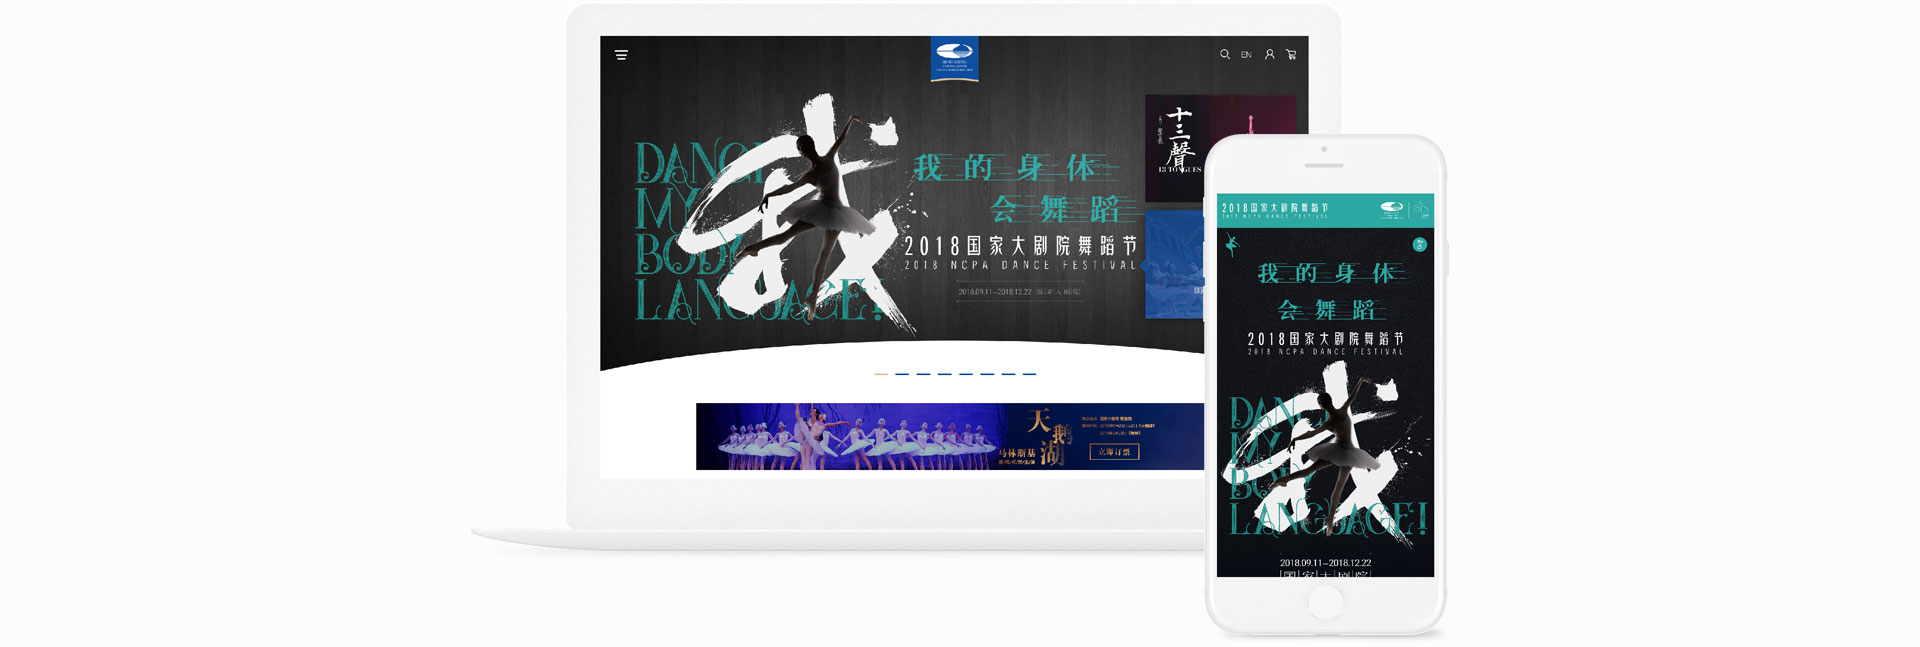 EN
DANCE
MY
BODY
LANGUAGE!
我
我的身体
会舞蹈
2018国家大剧院舞蹈节
2018 NCPA DANCE FESTIVAL
2018.09.11—2018.12.22
十三聲
13 TONGUES
天鹅湖
马林斯基
立即订票
2018国家大剧院舞蹈节
2018 NCPA DANCE FESTIVAL
我的身体
会舞蹈
2018国家大剧院舞蹈节
2018 NCPA DANCE FESTIVAL
我
DANCE
MY
BODY
LANGUAGE!
2018.09.11—2018.12.22
国家大剧院